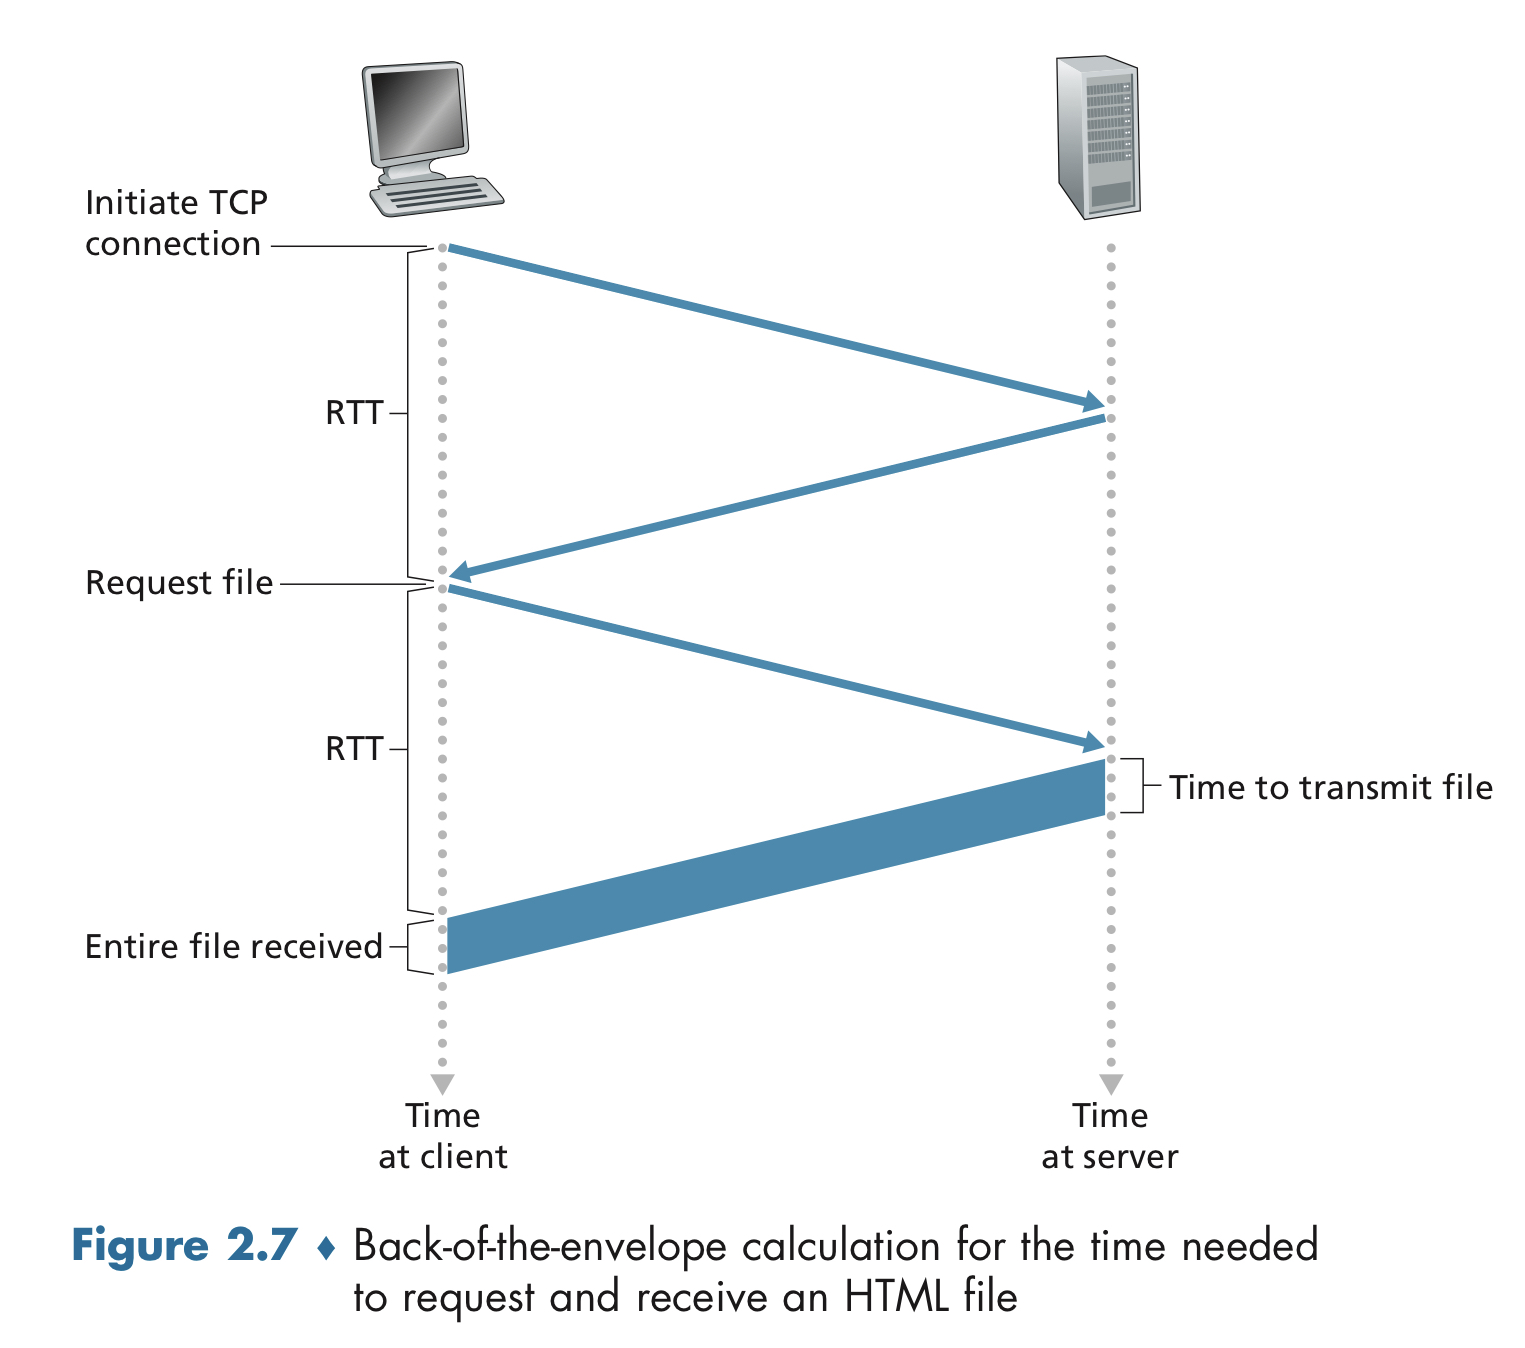 Initiate TCP
connection
RTT
Request file
RTT
Time to transmit file
Entire file received
Time
at client
Time
at server
Figure 2.7 ♦ Back-of-the-envelope calculation for the time needed
to request and receive an HTML file